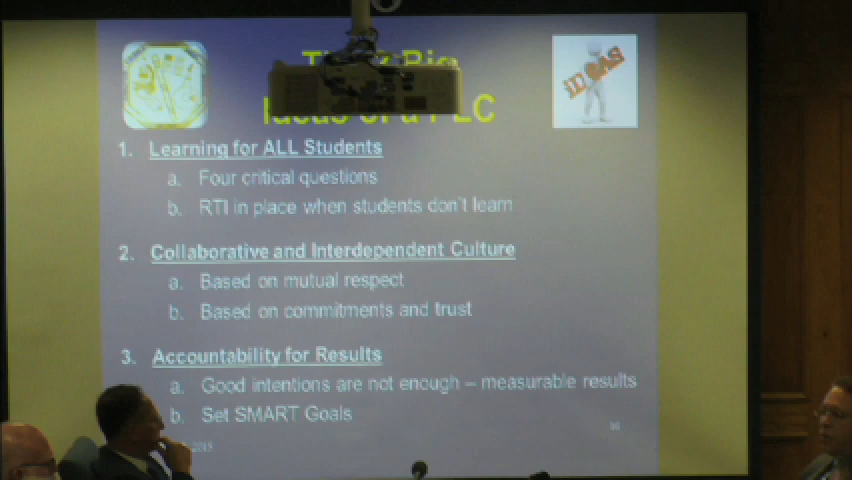 iDEAS
1. Learning for ALL Students
a. Four critical questions
b. RTI in place when students don't learn
2. Collaborative and Interdependent Culture
a. Based on mutual respect
b. Based on commitments and trust
3. Accountability for Results
a. Good intentions are not enough – measurable results
b. Set SMART Goals
2015